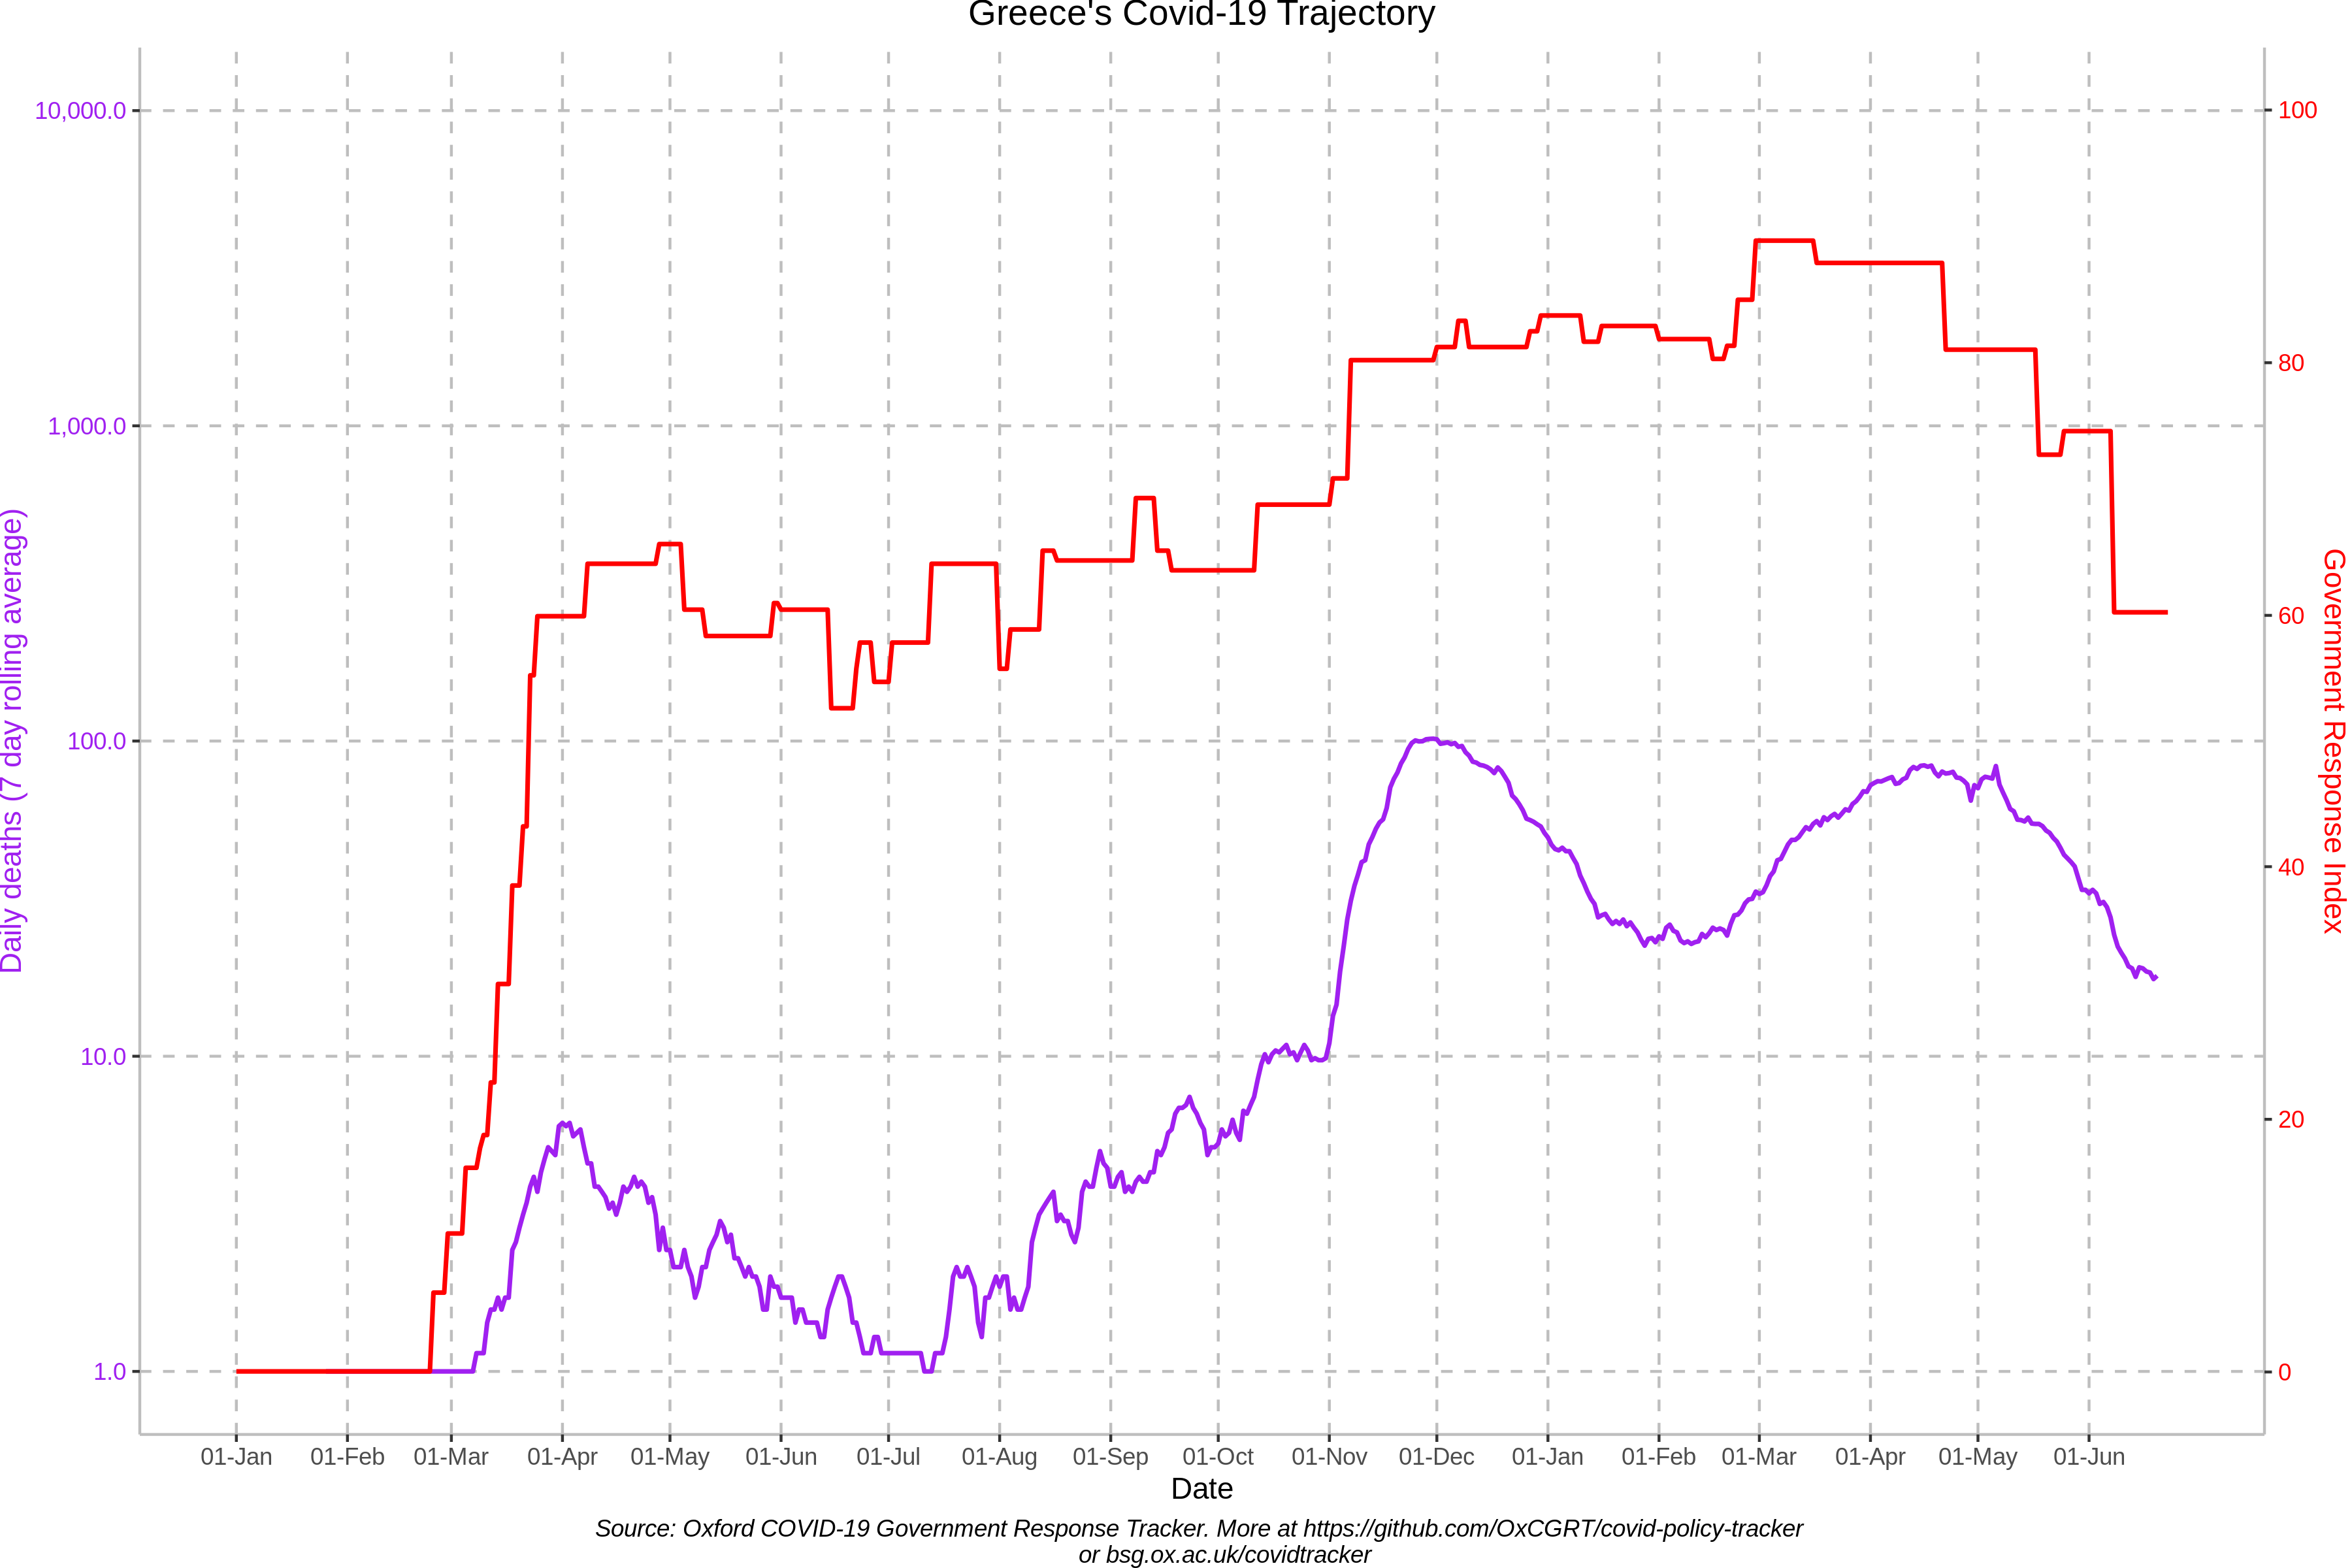 Greece's Covid-19 Trajectory
10,000.0
1,000.0
100.0
10.0
1.0
Daily deaths (7 day rolling average)
100
80
60
40
20
0
Government Response Index
01-Jan 01-Feb 01-Mar 01-Apr 01-May 01-Jun 01-Jul 01-Aug 01-Sep 01-Oct 01-Nov 01-Dec 01-Jan 01-Feb 01-Mar 01-Apr 01-May 01-Jun
Date
Source: Oxford COVID-19 Government Response Tracker. More at https://github.com/OxCGRT/covid-policy-tracker
or bsg.ox.ac.uk/covidtracker